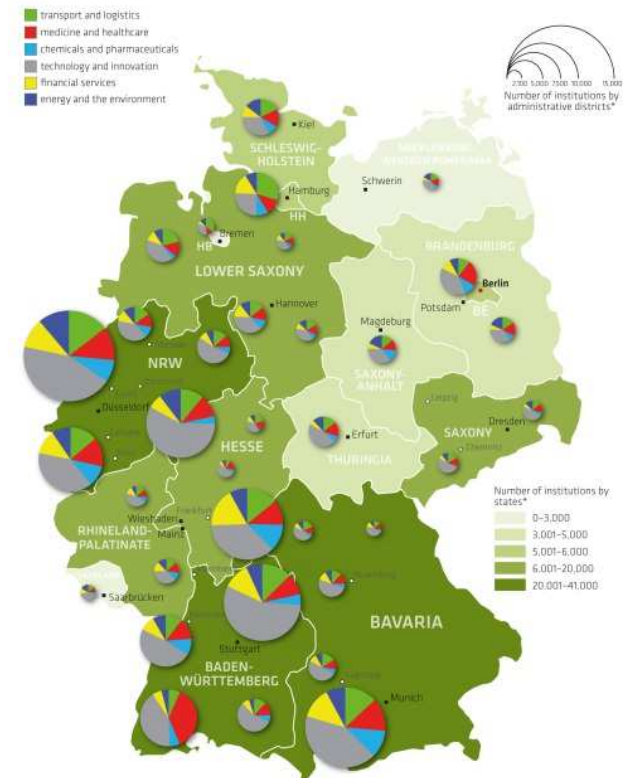 transport and logistics
medicine and healthcare
chemicals and pharmaceuticals
technology and innovation
financial services
energy and the environment
2,100 5,000 7,500 10,000 15,000
Number of institutions by
administrative districts*
Kiel
SCHLESWIG-
HOLSTEIN
Schwerin
Hamburg
HH
Bremen
HB
BRANDENBURG
LOWER SAXONY
Berlin
Hannover
Potsdam
BE
Magdeburg
NRW
SAXONY-
ANHALT
Leipzig
Düsseldorf
SAXONY
Dresden
Erfurt
HESSE
Chemnitz
THURINGIA
Number of institutions by
states*
0–3.000
3.001–5.000
5.001–6.000
6.001–20,000
20.001–41.000
Frankfurt
Wiesbaden
RHINELAND-
Mainz
PALATINATE
Saarbrücken
BAVARIA
Stuttgart
BADEN-
WÜRTTEMBERG
Munich